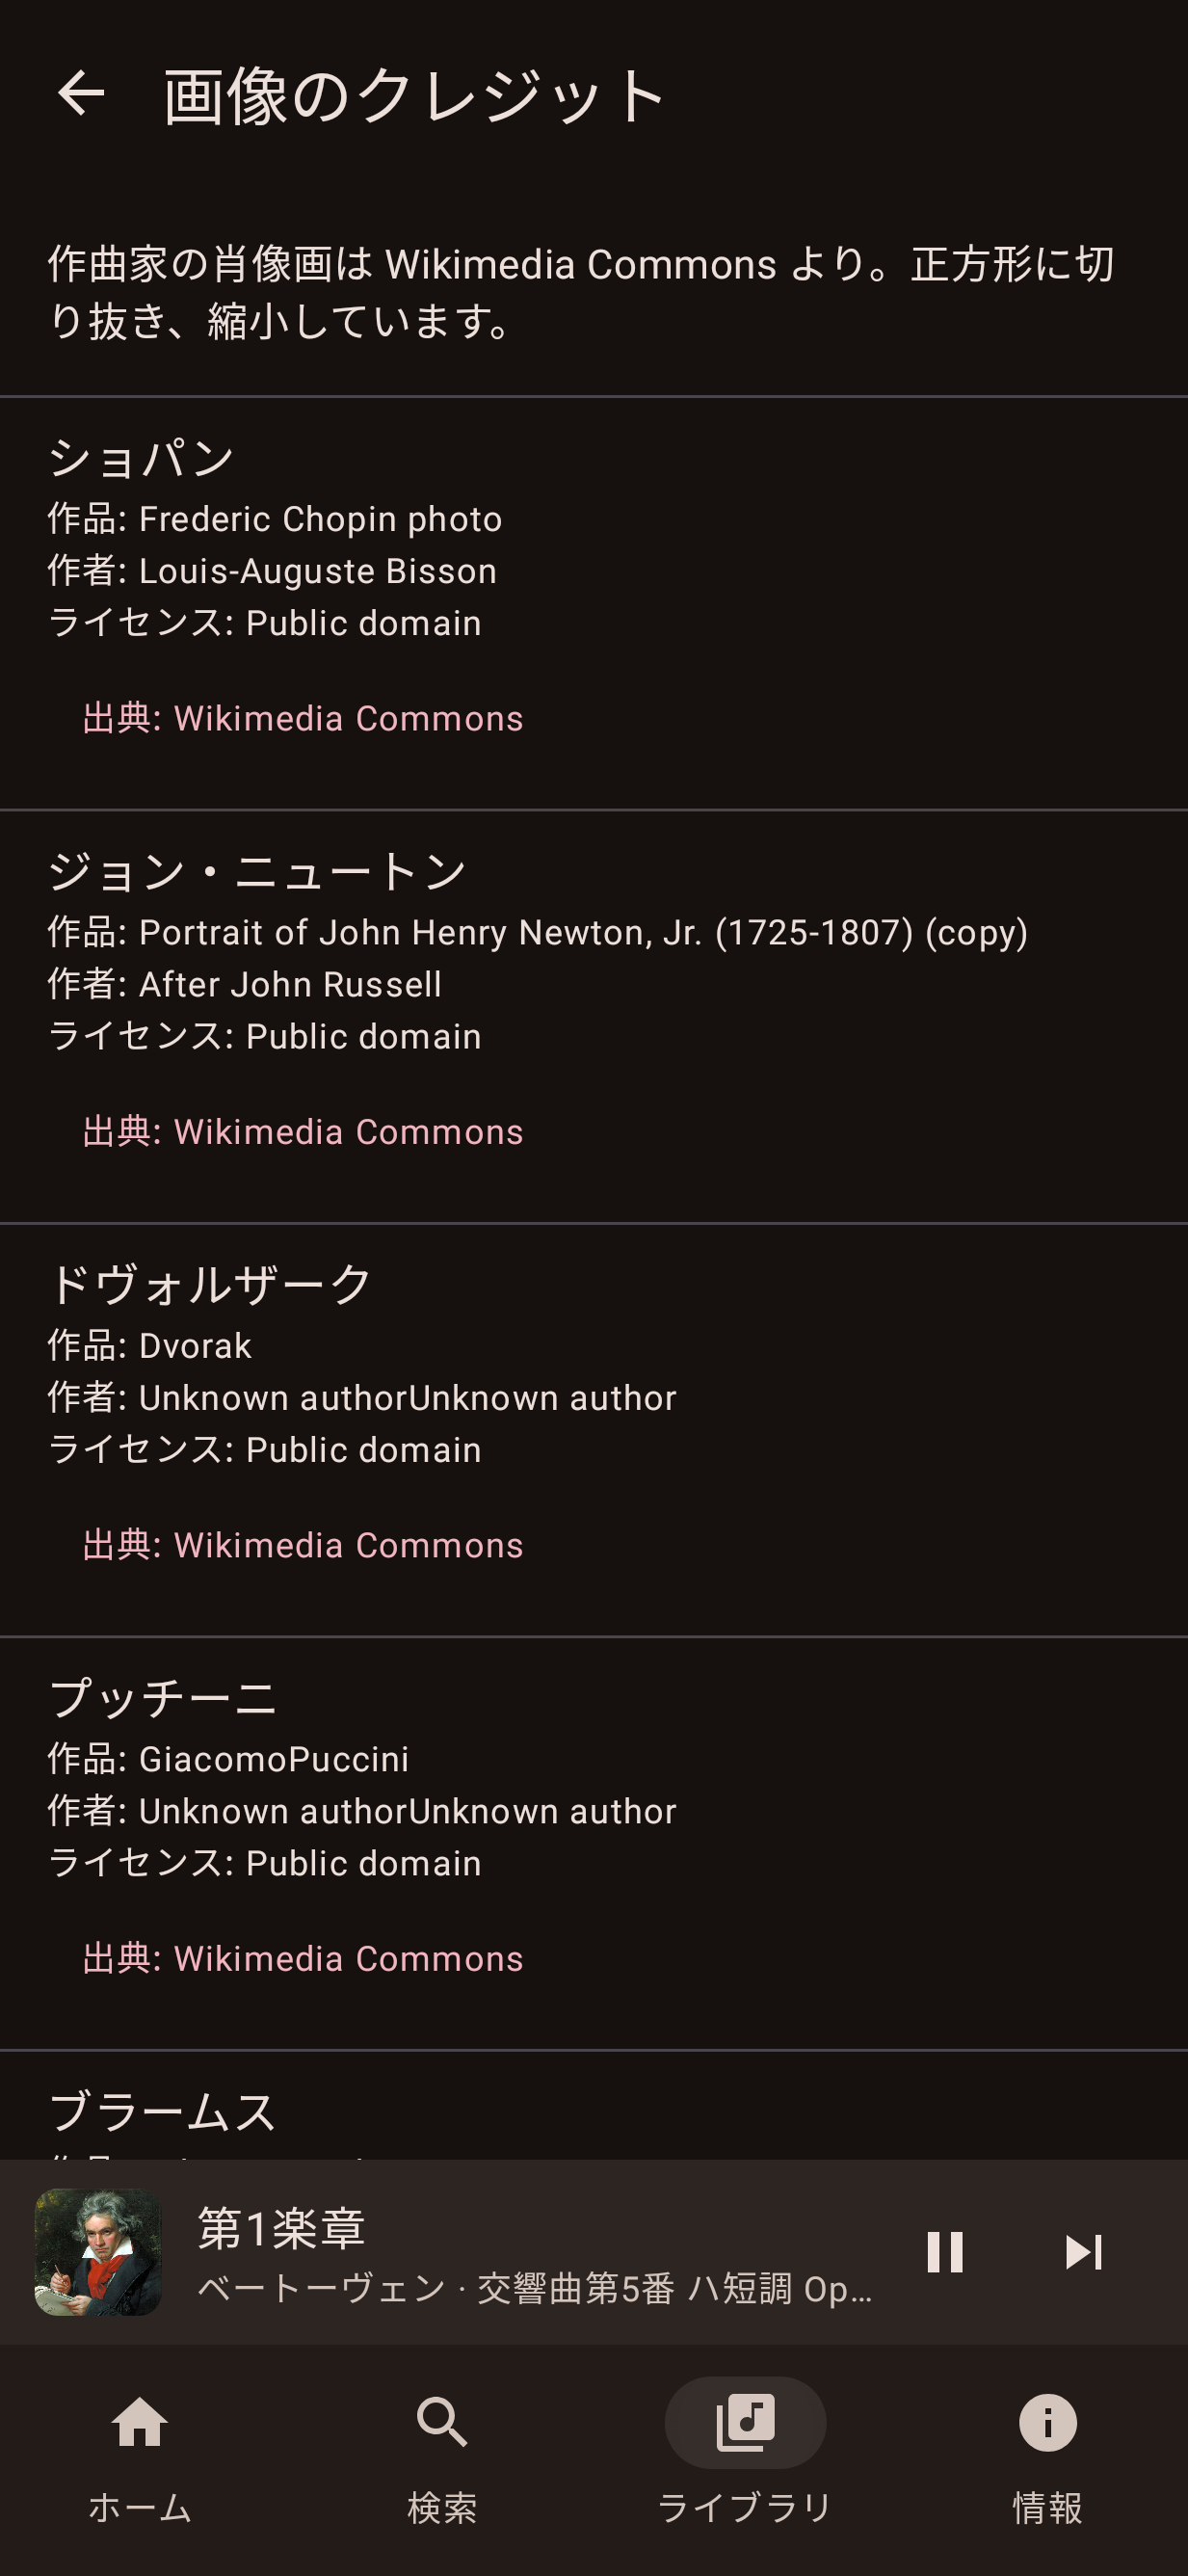 画像のクレジット
作曲家の肖像画は Wikimedia Commons より。正方形に切
り抜き、縮小しています。
ショパン
作品: Frederic Chopin photo
作者: Louis-Auguste Bisson
ライセンス: Public domain
出典: Wikimedia Commons
ジョン・ニュートン
作品: Portrait of John Henry Newton, Jr. (1725-1807) (copy)
作者: After John Russell
ライセンス: Public domain
出典: Wikimedia Commons
ドヴォルザーク
作品: Dvorak
作者: Unknown authorUnknown author
ライセンス: Public domain
出典: Wikimedia Commons
プッチーニ
作品: GiacomoPuccini
作者: Unknown authorUnknown author
ライセンス: Public domain
出典: Wikimedia Commons
ブラームス
第1楽章
ベートーヴェン · 交響曲第5番 ハ短調 Op…
ホーム
検索
ライブラリ
情報